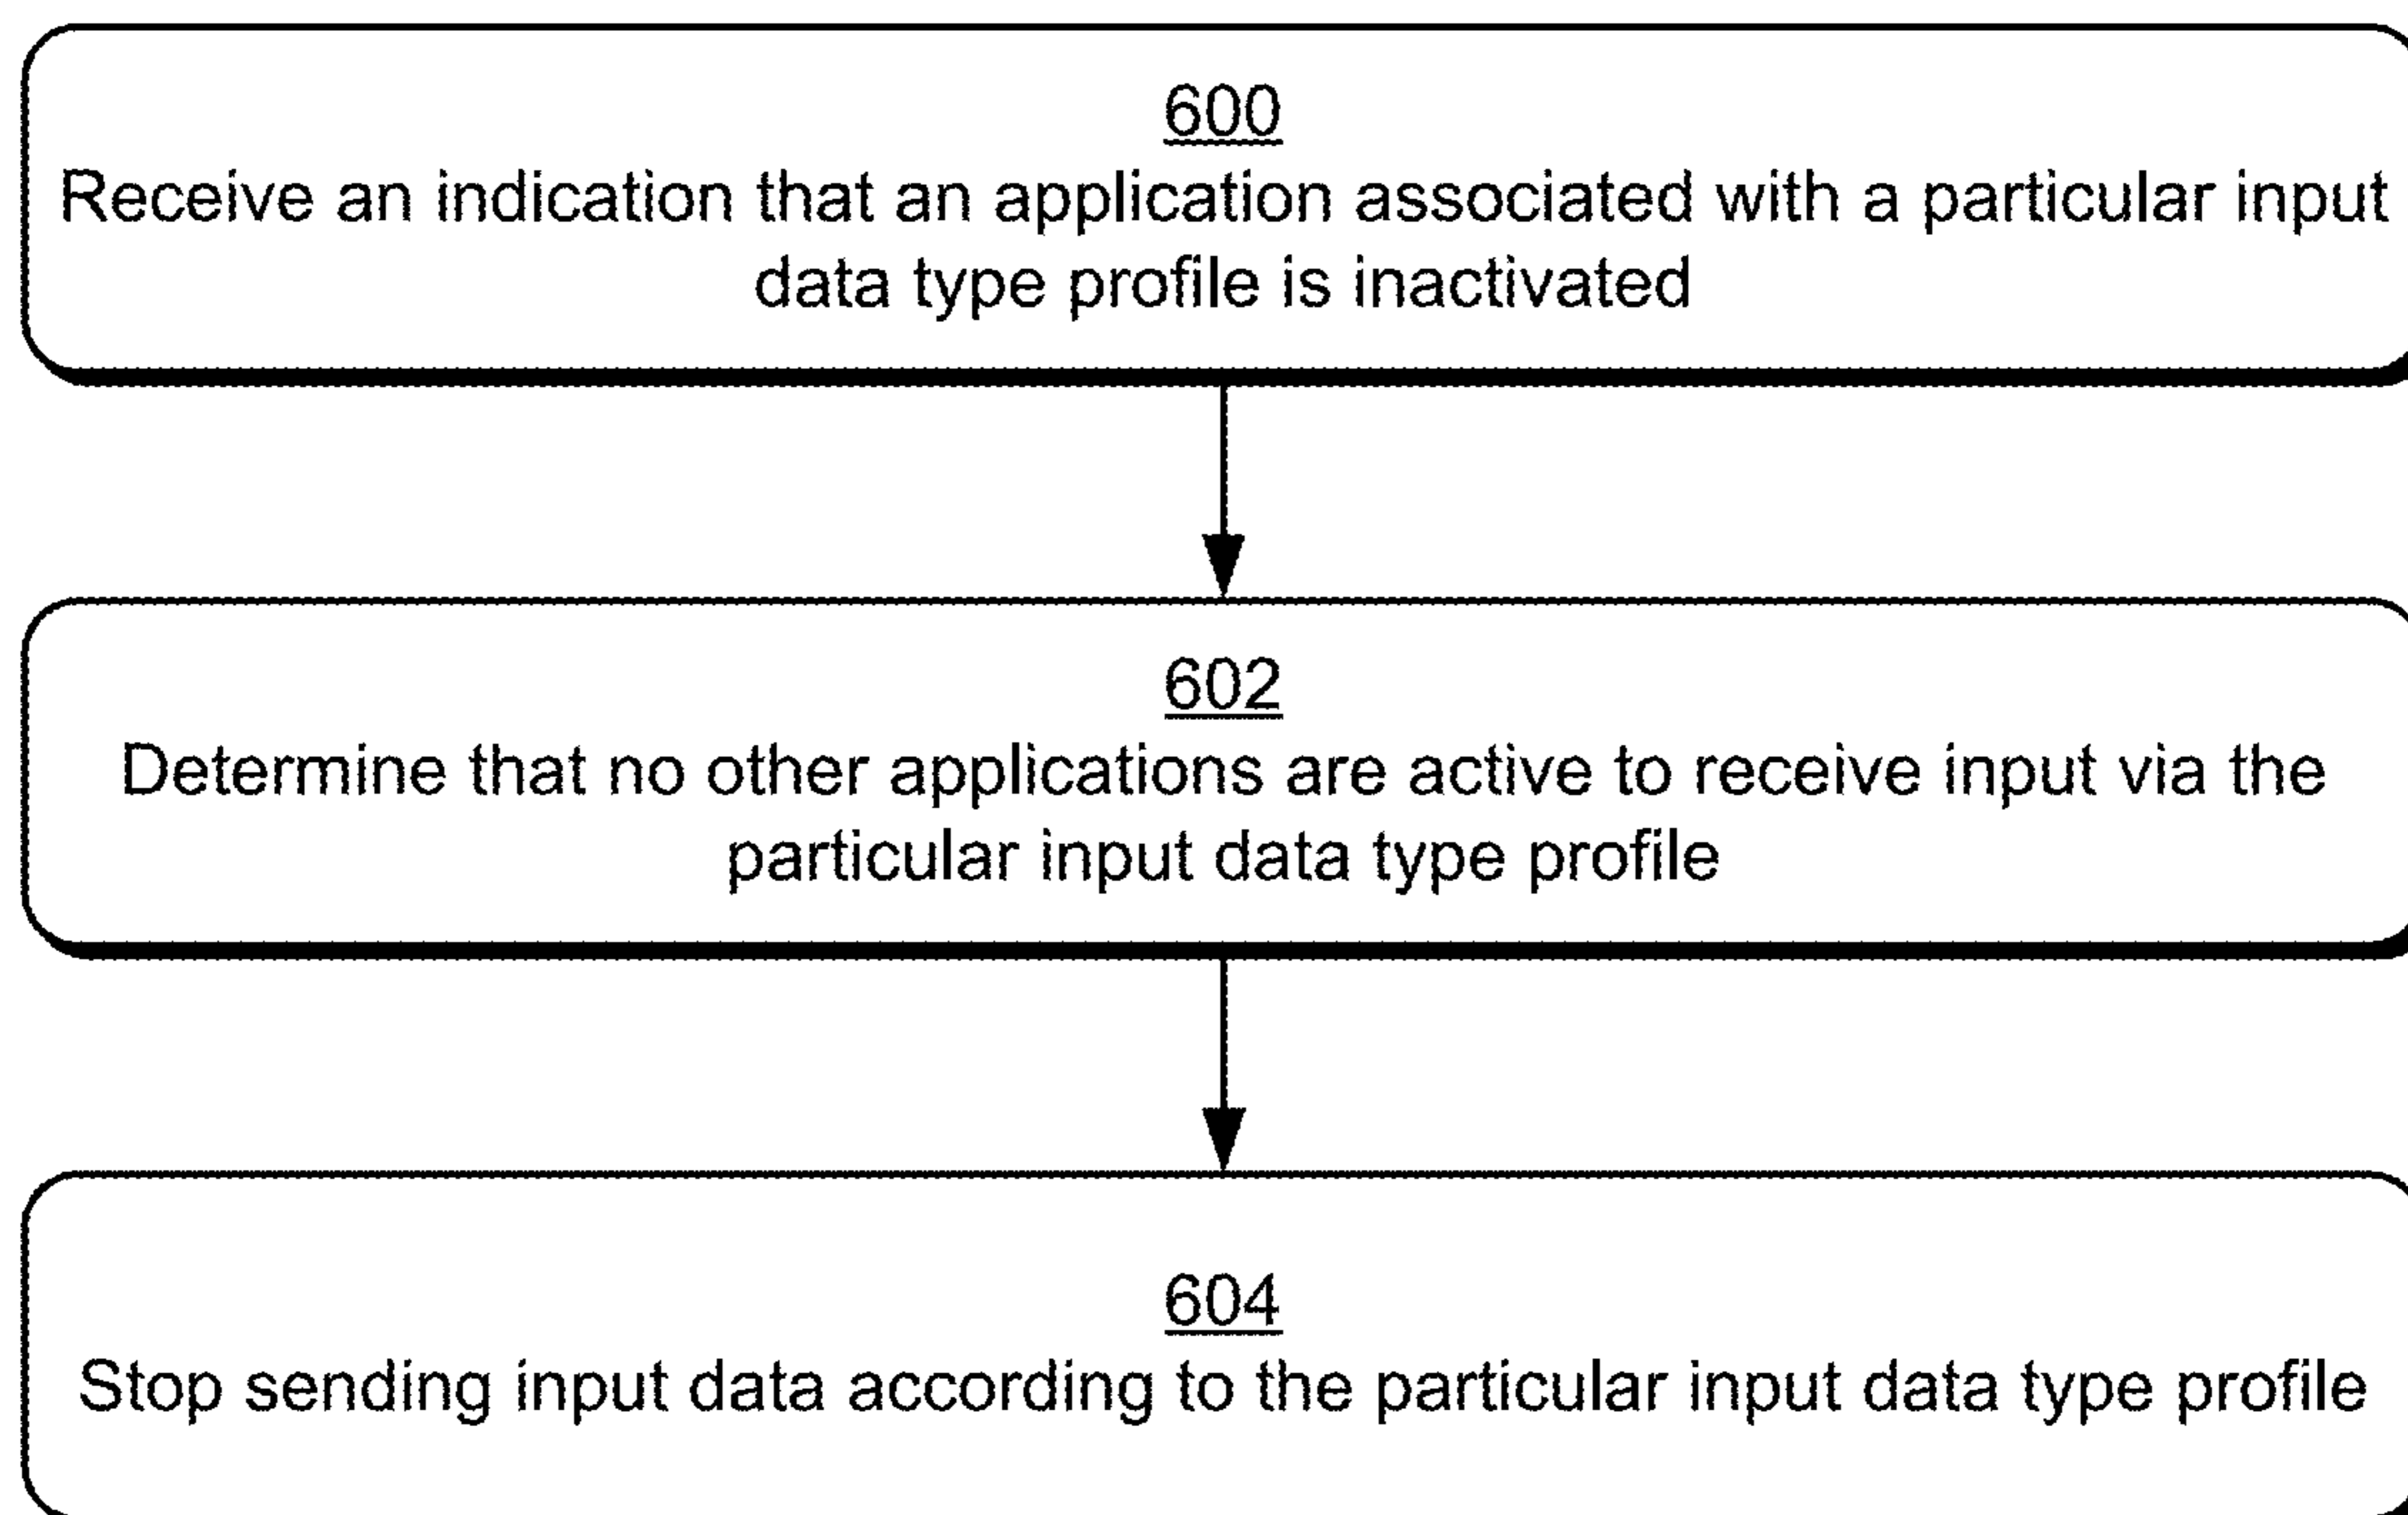 600
Receive an indication that an application associated with a particular input
data type profile is inactivated
602
Determine that no other applications are active to receive input via the
particular input data type profile
604
Stop sending input data according to the particular input data type profile